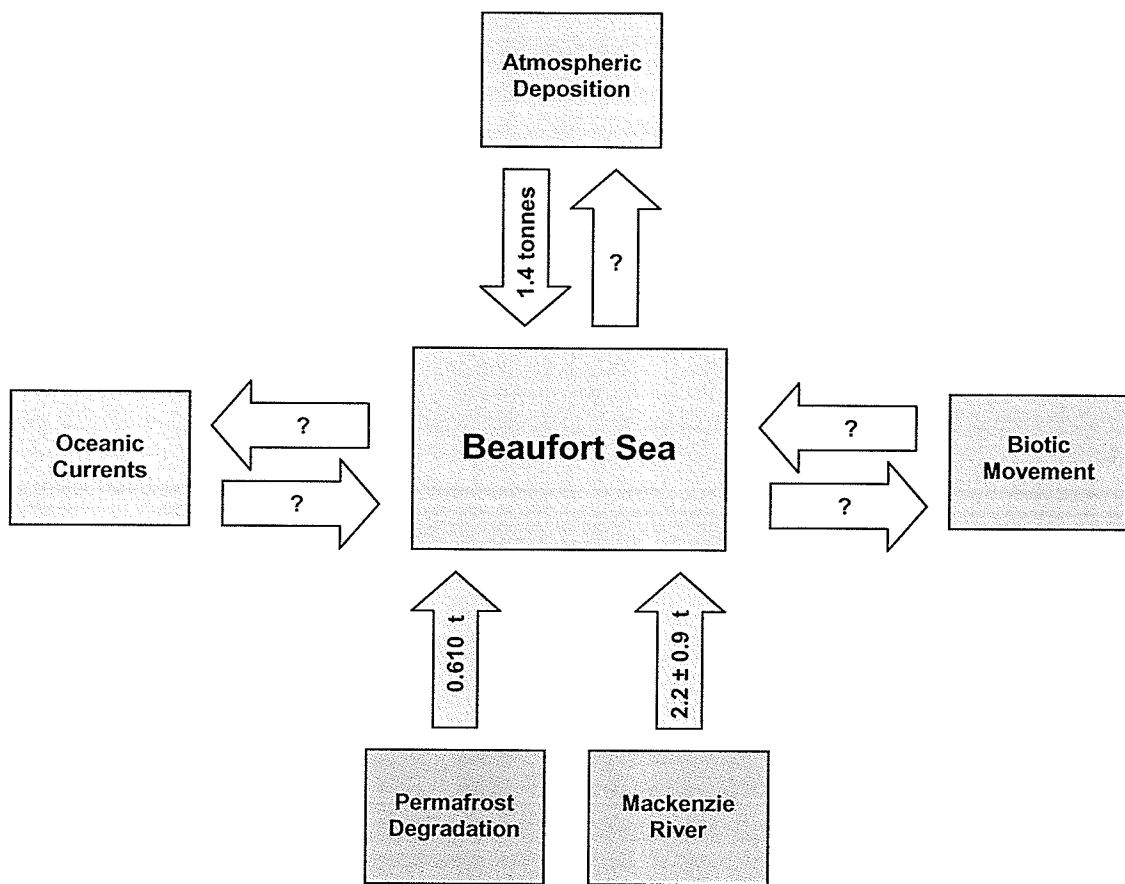 Atmospheric
Deposition
1.4 tonnes
?
Oceanic
Currents
?
?
Beaufort Sea
?
?
Biotic
Movement
0.610 t
2.2 ± 0.9 t
Permafrost
Degradation
Mackenzie
River